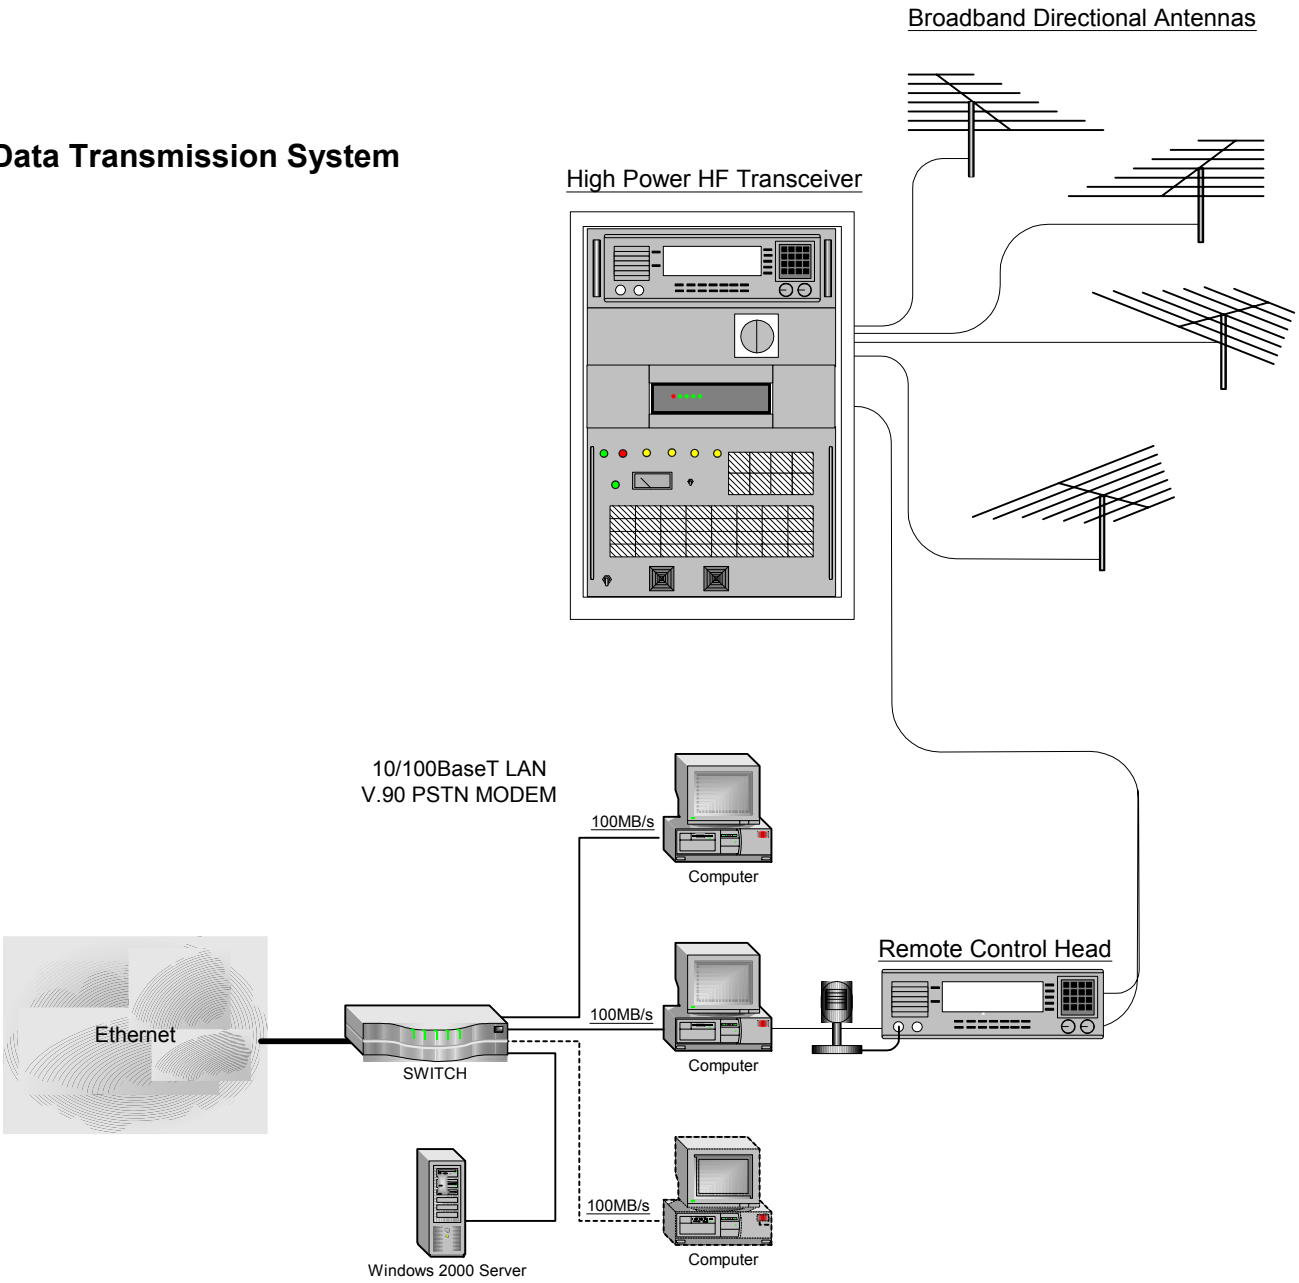 Broadband Directional Antennas
Data Transmission System
High Power HF Transceiver
10/100BaseT LAN
V.90 PSTN MODEM
100MB/s
Computer
Remote Control Head
Ethernet
100MB/s
SWITCH
Computer
100MB/s
Computer
Windows 2000 Server